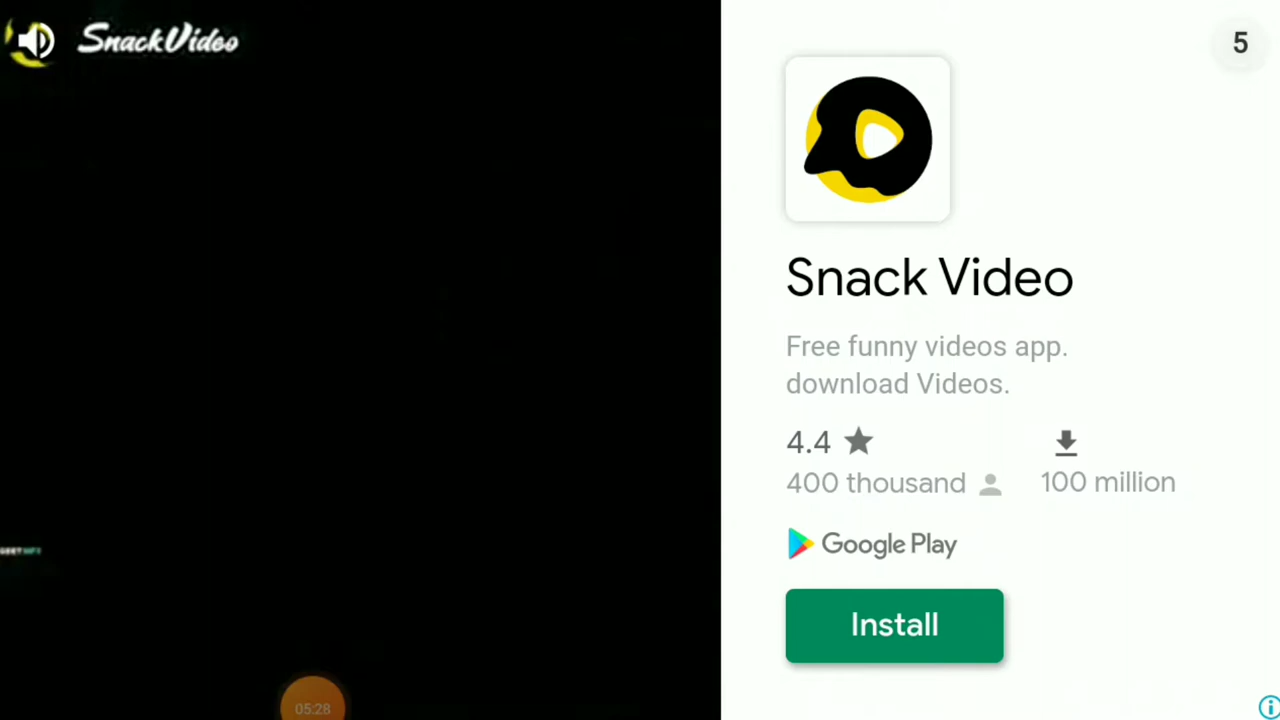 SnackVideo
5
Snack Video
Free funny videos app.
download Videos.
4.4
400 thousand
100 million
Google Play
Install
05:28